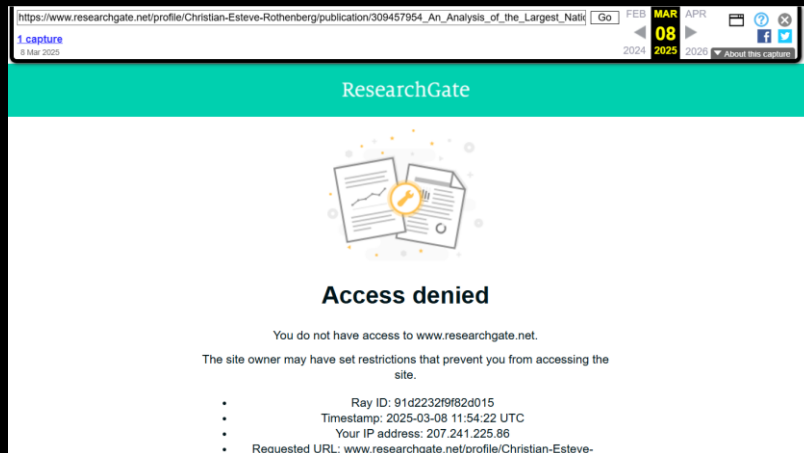 https://www.researchgate.net/profile/Christian-Esteve-Rothenberg/publication/309457954_An_Analysis_of_the_Largest_Natic Go FEB MAR APR
1 capture 08
8 Mar 2025 2024 2025 2026 About this capture
ResearchGate
Access denied
You do not have access to www.researchgate.net.
The site owner may have set restrictions that prevent you from accessing the
site.
• Ray ID: 91d2232f9f82d015
• Timestamp: 2025-03-08 11:54:22 UTC
• Your IP address: 207.241.225.86
• Requested URL: www.researchgate.net/profile/Christian-Esteve-